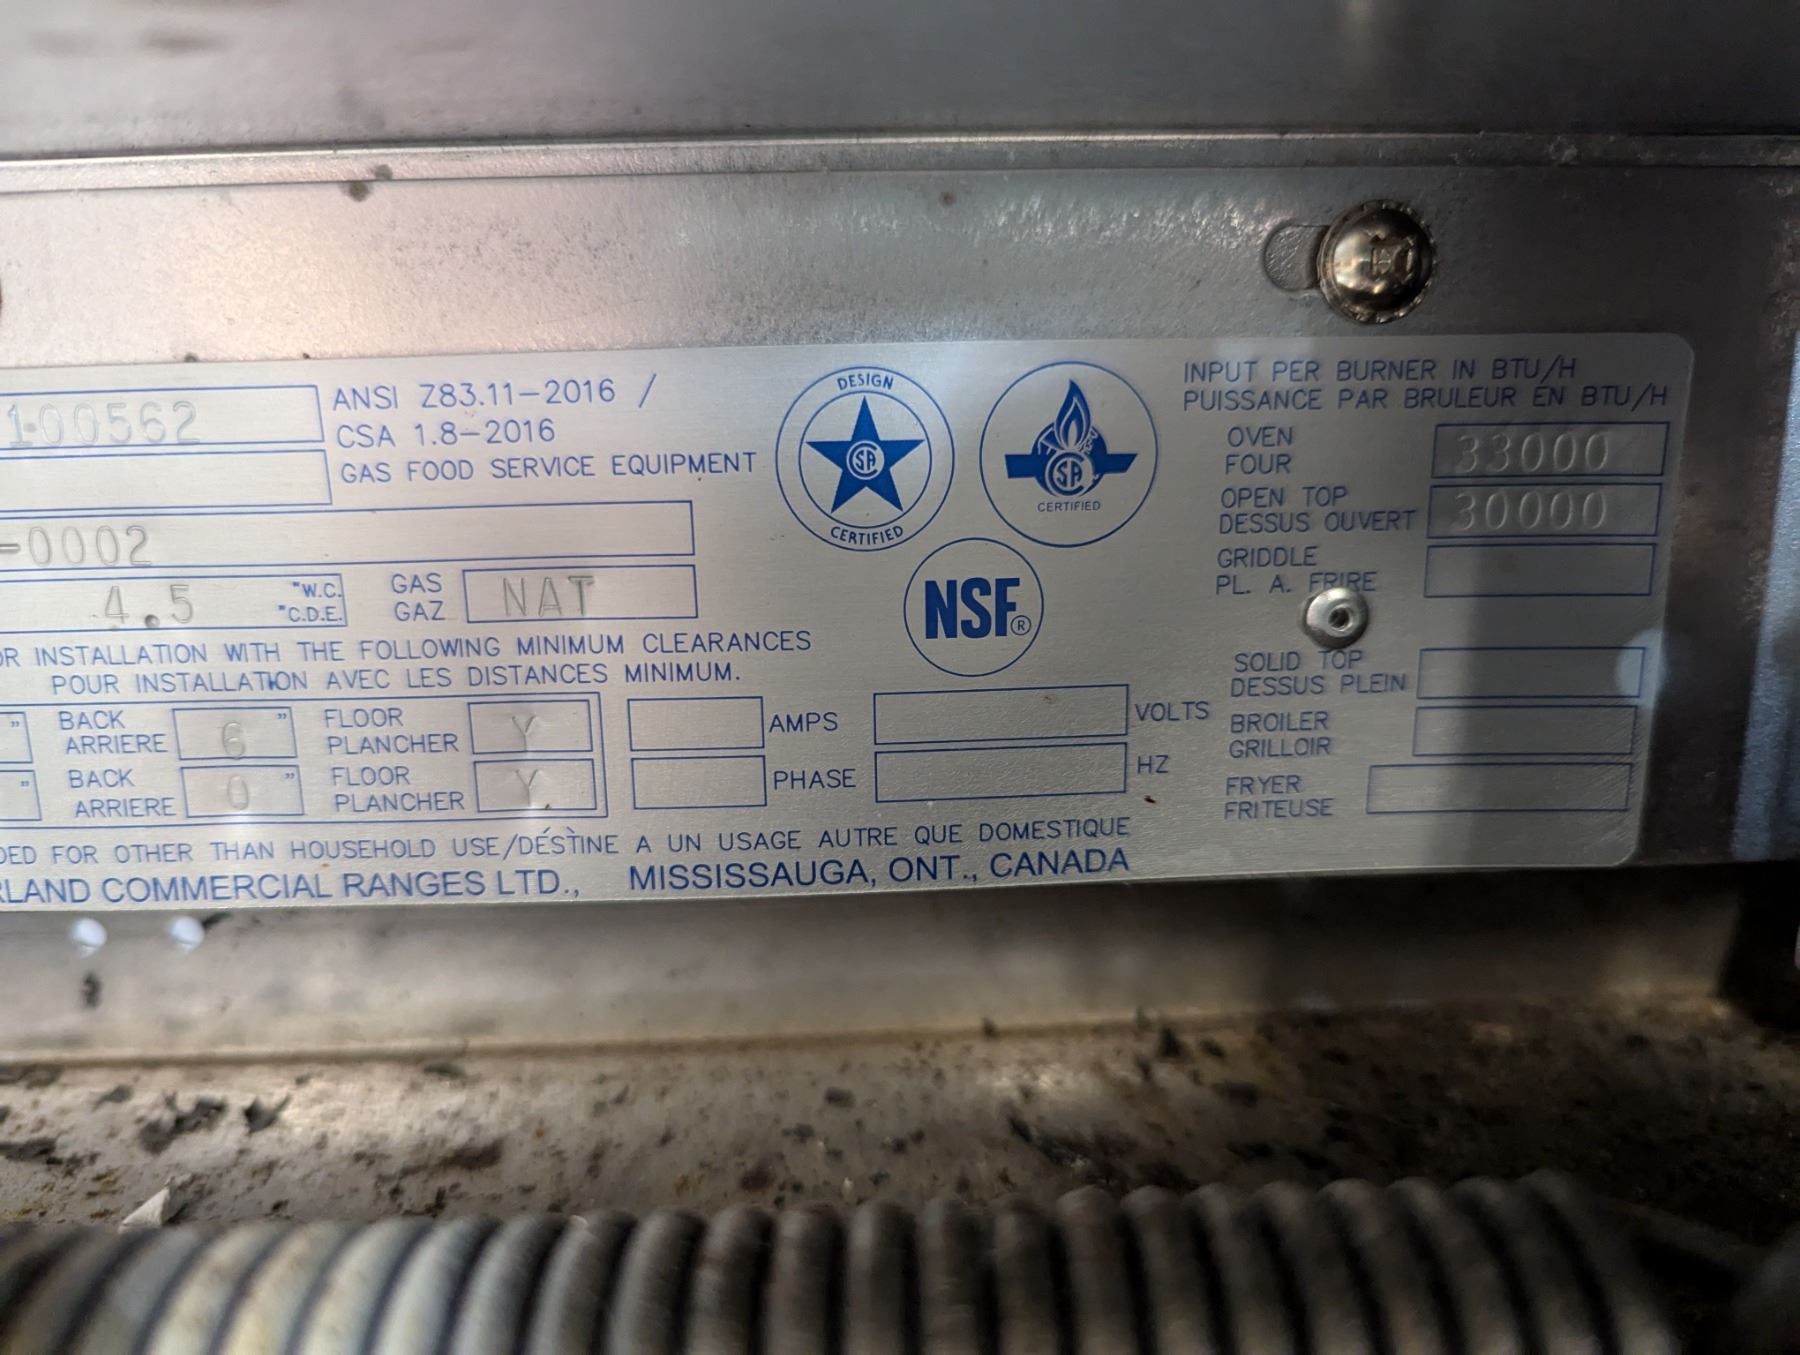 100562
ANSI Z83.11-2016 /
CSA 1.8-2016
GAS FOOD SERVICE EQUIPMENT
-0002
4.5 "W.C.
"C.D.E.
GAS
GAZ
NAT
OR INSTALLATION WITH THE FOLLOWING MINIMUM CLEARANCES
POUR INSTALLATION AVEC LES DISTANCES MINIMUM.
" BACK
ARRIERE
6 "
FLOOR
PLANCHER
Y
" BACK
ARRIERE
0 "
FLOOR
PLANCHER
Y
AMPS
VOLTS
PHASE
HZ
DED FOR OTHER THAN HOUSEHOLD USE/DÉSTÌNE A UN USAGE AUTRE QUE DOMESTIQUE
RLAND COMMERCIAL RANGES LTD., MISSISSAUGA, ONT., CANADA
DESIGN
CSA
CERTIFIED
CSA
CERTIFIED
NSF®
INPUT PER BURNER IN BTU/H
PUISSANCE PAR BRULEUR EN BTU/H
OVEN
FOUR
33000
OPEN TOP
DESSUS OUVERT
30000
GRIDDLE
PL. A. FRIRE
SOLID TOP
DESSUS PLEIN
BROILER
GRILLOIR
FRYER
FRITEUSE